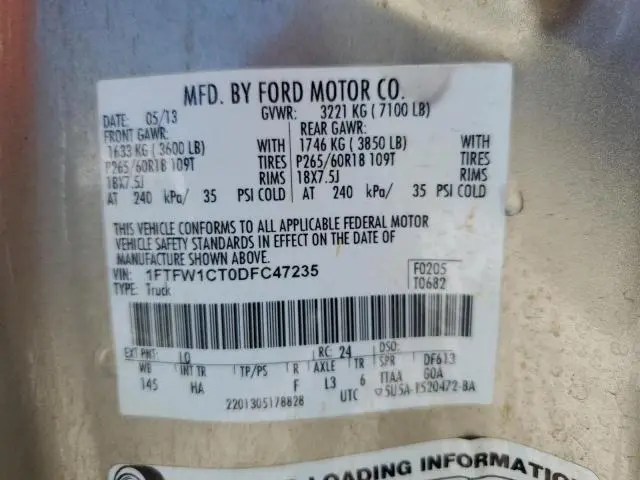 MFD. BY FORD MOTOR CO.
DATE: 05/13 GVWR: 3221 KG ( 7100 LB)
FRONT GAWR: REAR GAWR:
1633 KG ( 3600 LB) WITH 1746 KG ( 3850 LB) WITH
P265/60R18 109T TIRES P265/60R18 109T TIRES
18X7.5J RIMS 18X7.5J RIMS
AT 240 kPa/ 35 PSI COLD AT 240 kPa/ 35 PSI COLD
THIS VEHICLE CONFORMS TO ALL APPLICABLE FEDERAL MOTOR
VEHICLE SAFETY STANDARDS IN EFFECT ON THE DATE OF
MANUFACTURE SHOWN ABOVE.
VIN: 1FTFW1CT0DFC47235 F0205
TYPE: Truck T0682
EXT PNT: LQ RC: 24 DSO:
WB INT TR TP/PS R AXLE TR SPR DF613
145 HA F L3 6 TTAA GOA
2201305178828 UTC 5U5A-1520472-BA
LOADING INFORMATION